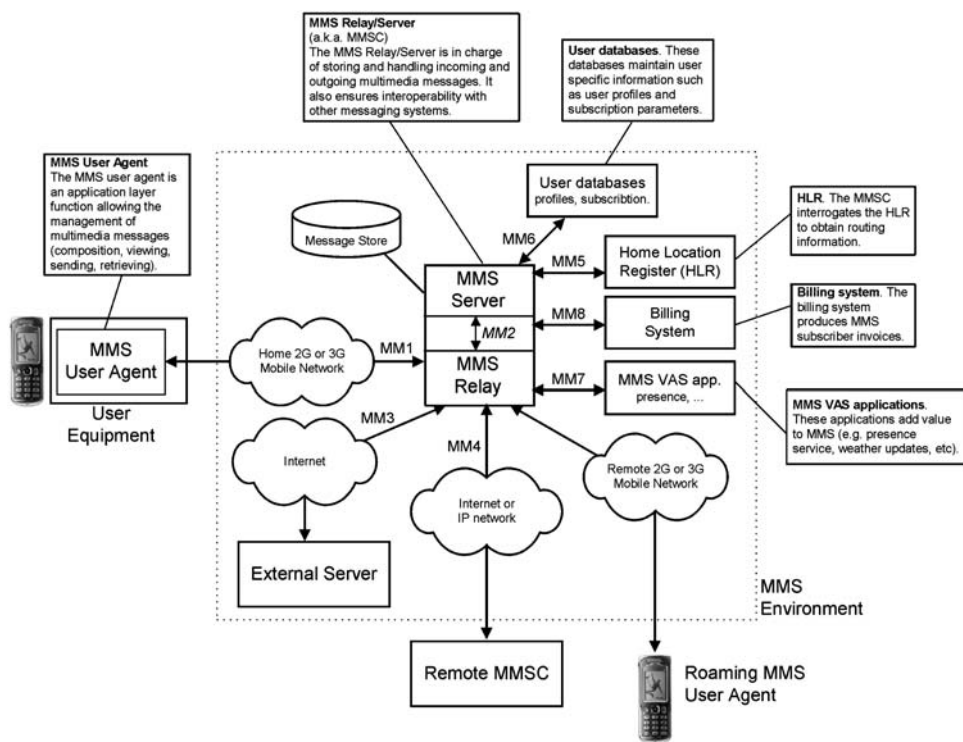 MMS Relay/Server
(a.k.a. MMSC)
The MMS Relay/Server is in charge
of storing and handling incoming and
outgoing multimedia messages. It
also ensures interoperability with
other messaging systems.
User databases. These
databases maintain user
specific information such
as user profiles and
subscription parameters.
MMS User Agent
The MMS user agent is
an application layer
function allowing the
management of
multimedia messages
(composition, viewing,
sending, retrieving).
User databases
profiles, subscribtion.
HLR. The MMSC
interrogates the HLR
to obtain routing
information.
Message Store
MM6
MM5
Home Location
Register (HLR)
MMS
Server
Billing system. The
billing system
produces MMS
subscriber invoices.
MM8
Billing
System
MM2
MMS
User Agent
Home 2G or 3G
Mobile Network
MM1
MMS
Relay
MM7
MMS VAS app.
presence, ...
User
Equipment
MM3
MM4
MMS VAS applications.
These applications add value
to MMS (e.g. presence
service, weather updates, etc).
Internet
Internet or
IP network
Remote 2G or 3G
Mobile Network
External Server
MMS
Environment
Remote MMSC
Roaming MMS
User Agent